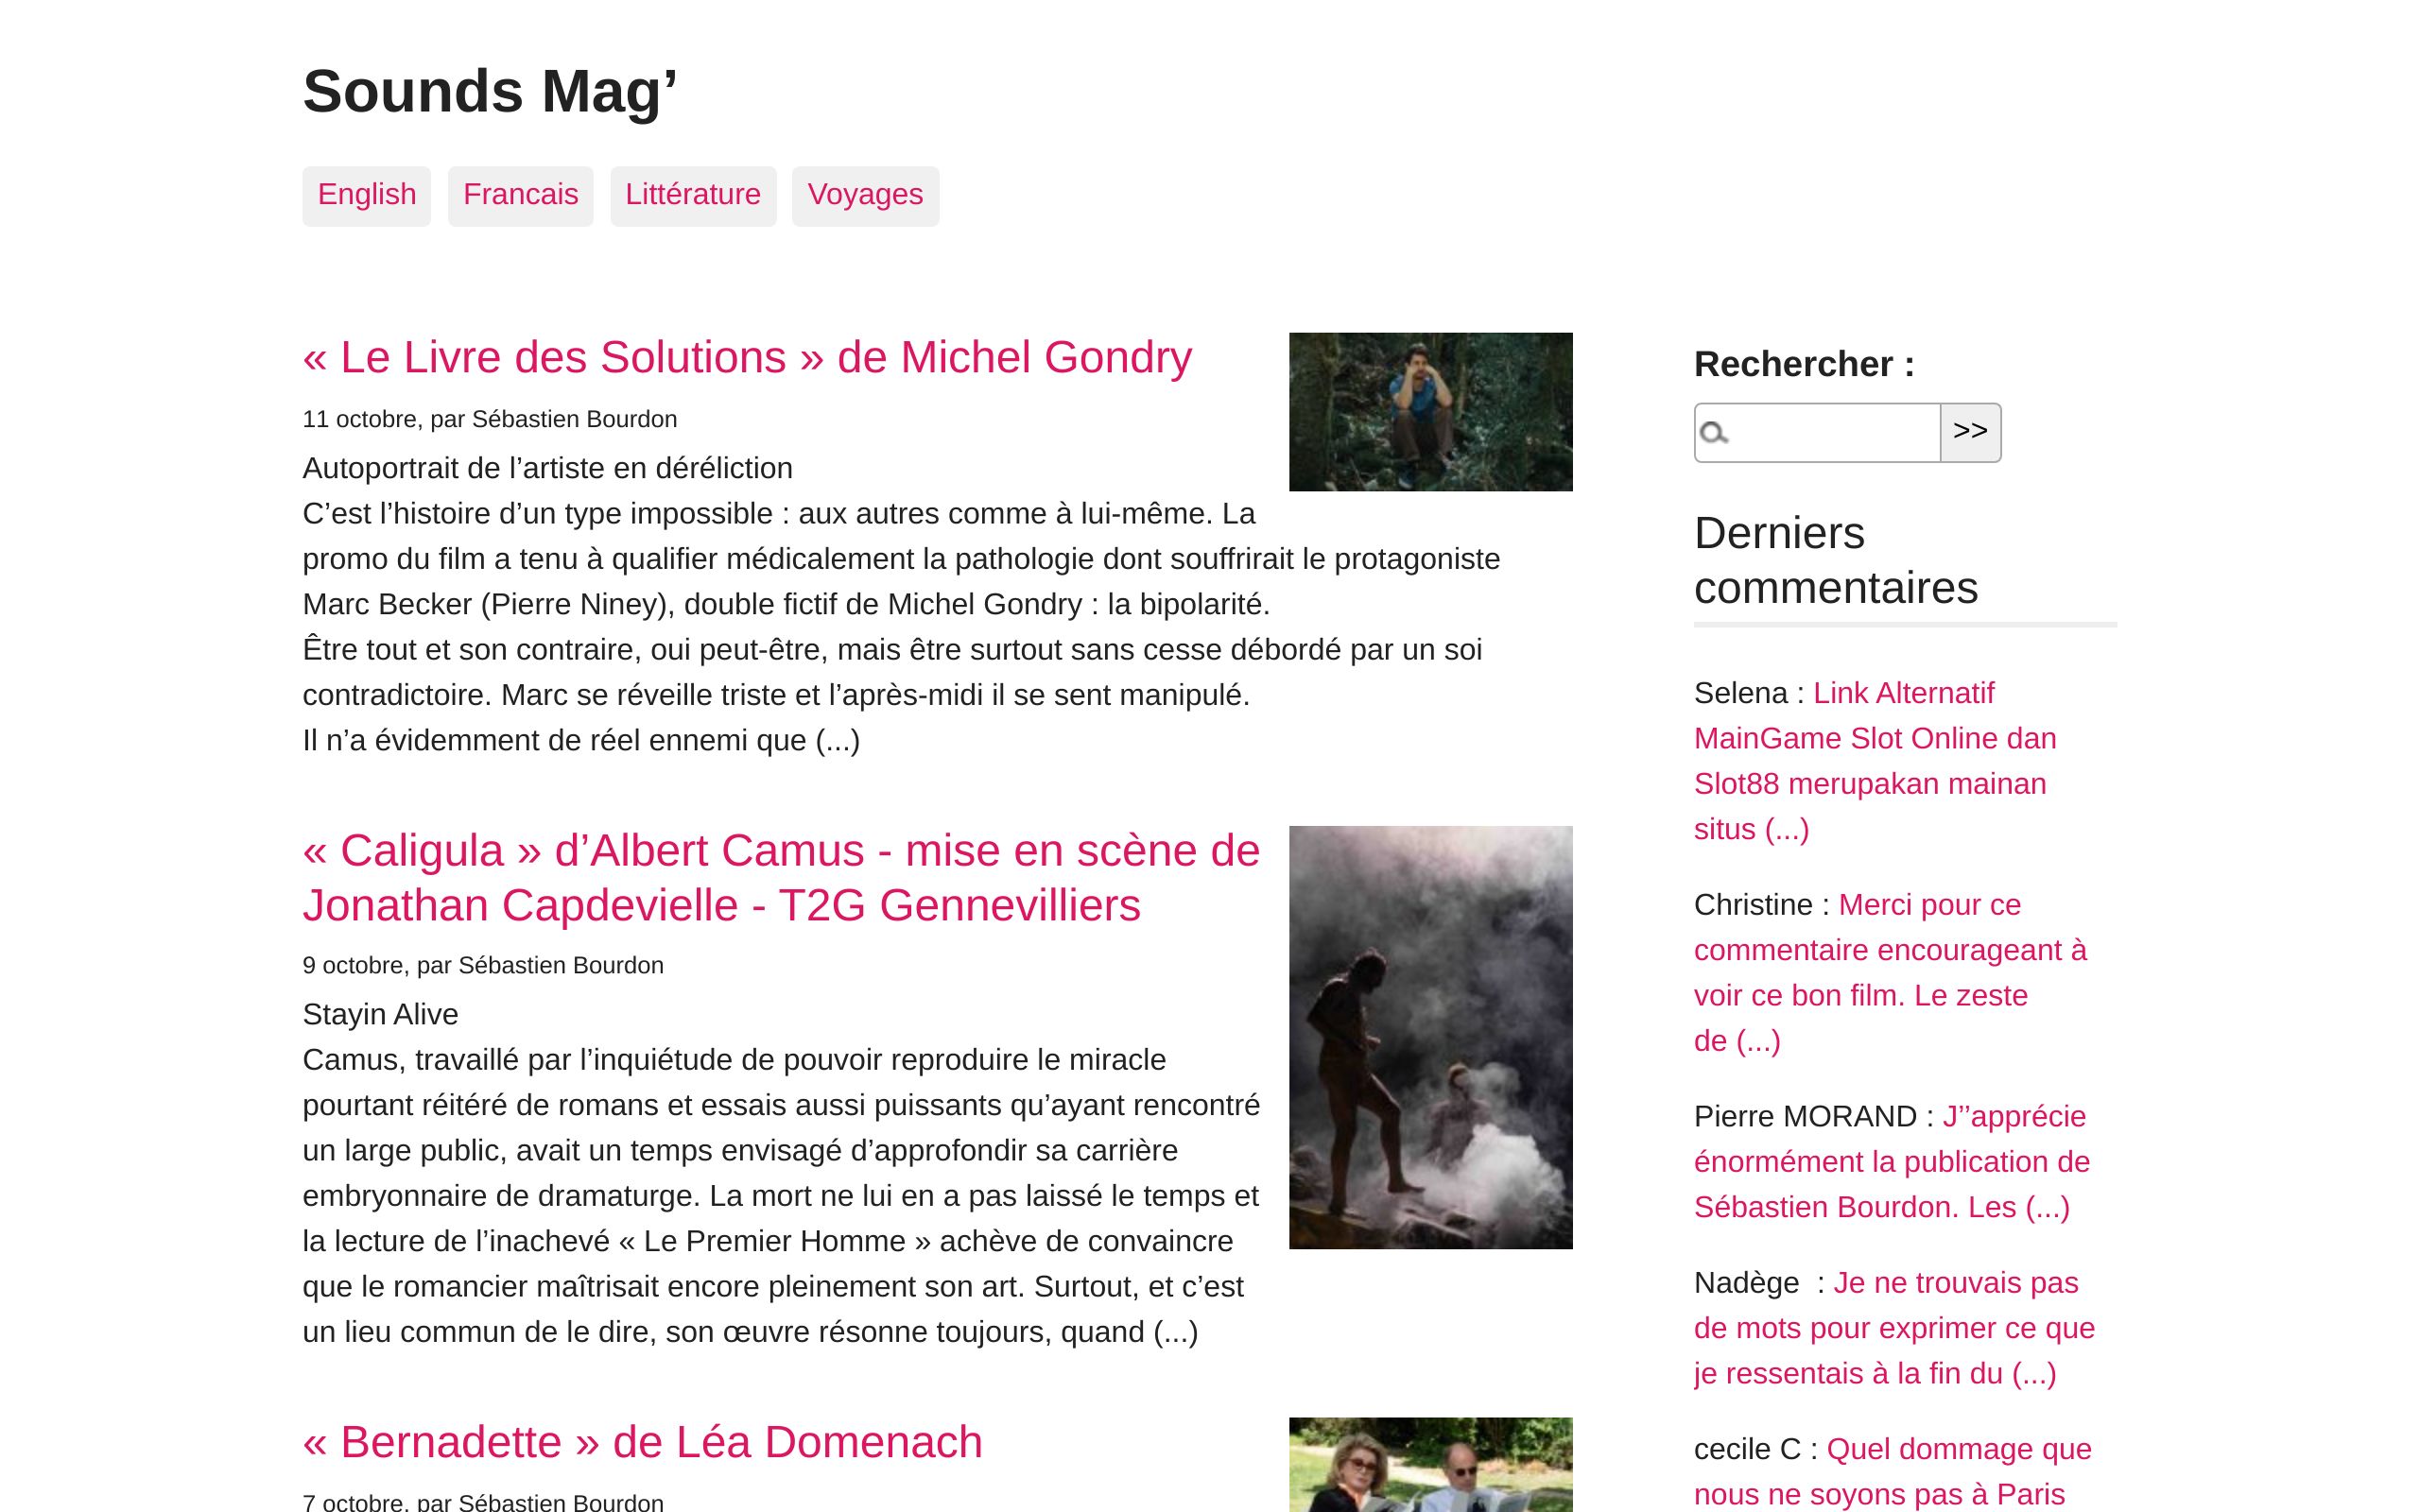 Sounds Mag’
English
Francais
Littérature
Voyages
« Le Livre des Solutions » de Michel Gondry
11 octobre, par Sébastien Bourdon
Autoportrait de l’artiste en déréliction
C’est l’histoire d’un type impossible : aux autres comme à lui-même. La
promo du film a tenu à qualifier médicalement la pathologie dont souffrirait le protagoniste
Marc Becker (Pierre Niney), double fictif de Michel Gondry : la bipolarité.
Être tout et son contraire, oui peut-être, mais être surtout sans cesse débordé par un soi
contradictoire. Marc se réveille triste et l’après-midi il se sent manipulé.
Il n’a évidemment de réel ennemi que (...)
« Caligula » d’Albert Camus - mise en scène de
Jonathan Capdevielle - T2G Gennevilliers
9 octobre, par Sébastien Bourdon
Stayin Alive
Camus, travaillé par l’inquiétude de pouvoir reproduire le miracle
pourtant réitéré de romans et essais aussi puissants qu’ayant rencontré
un large public, avait un temps envisagé d’approfondir sa carrière
embryonnaire de dramaturge. La mort ne lui en a pas laissé le temps et
la lecture de l’inachevé « Le Premier Homme » achève de convaincre
que le romancier maîtrisait encore pleinement son art. Surtout, et c’est
un lieu commun de le dire, son œuvre résonne toujours, quand (...)
« Bernadette » de Léa Domenach
7 octobre, par Sébastien Bourdon
Rechercher :
>>
Derniers
commentaires
Selena : Link Alternatif
MainGame Slot Online dan
Slot88 merupakan mainan
situs (...)
Christine : Merci pour ce
commentaire encourageant à
voir ce bon film. Le zeste
de (...)
Pierre MORAND : J’’apprécie
énormément la publication de
Sébastien Bourdon. Les (...)
Nadège  : Je ne trouvais pas
de mots pour exprimer ce que
je ressentais à la fin du (...)
cecile C : Quel dommage que
nous ne soyons pas à Paris